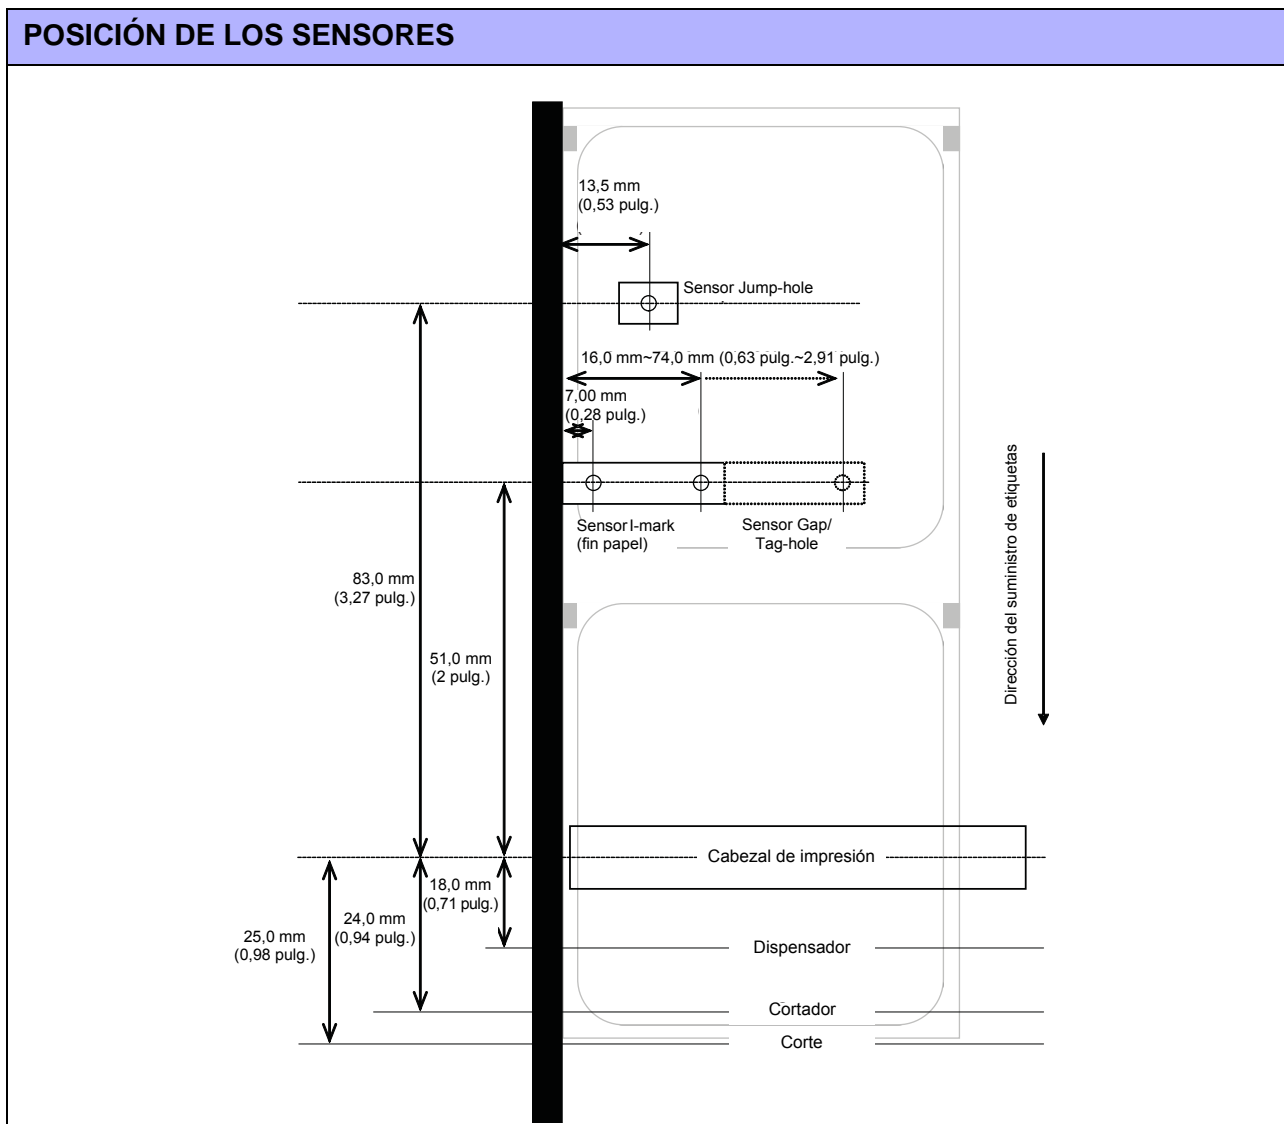 POSICIÓN DE LOS SENSORES
13,5 mm
(0,53 pulg.)
Sensor Jump-hole
16,0 mm~74,0 mm (0,63 pulg.~2,91 pulg.)
7,00 mm
(0,28 pulg.)
Sensor I-mark
(fin papel)
Sensor Gap/
Tag-hole
Dirección del suministro de etiquetas
83,0 mm
(3,27 pulg.)
51,0 mm
(2 pulg.)
Cabezal de impresión
18,0 mm
(0,71 pulg.)
24,0 mm
(0,94 pulg.)
25,0 mm
(0,98 pulg.)
Dispensador
Cortador
Corte